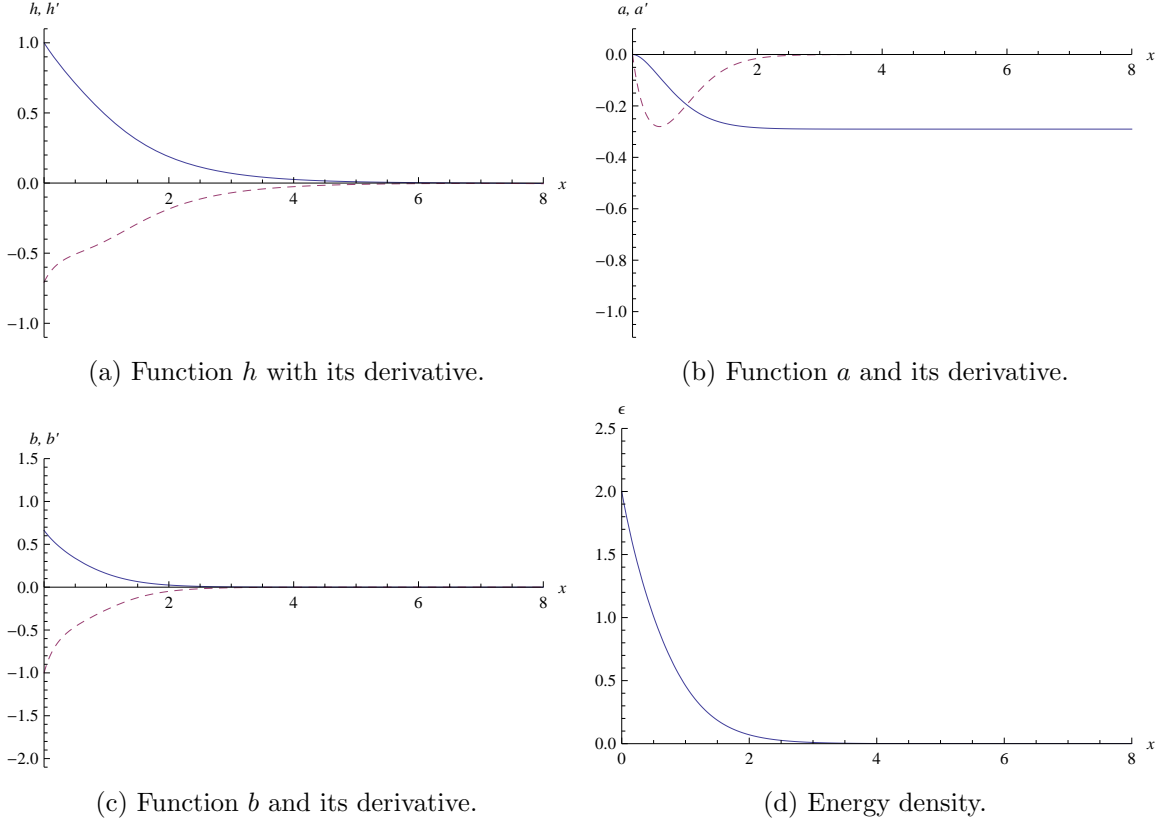 h, h'
1.0
0.5
0.0
−0.5
−1.0
2 4 6 8 x
(a) Function h with its derivative.
a, a'
0.0
−0.2
−0.4
−0.6
−0.8
−1.0
2 4 6 8 x
(b) Function a and its derivative.
b, b'
1.5
1.0
0.5
0.0
−0.5
−1.0
−1.5
−2.0
2 4 6 8 x
(c) Function b and its derivative.
ϵ
2.5
2.0
1.5
1.0
0.5
0.0
0 2 4 6 8 x
(d) Energy density.